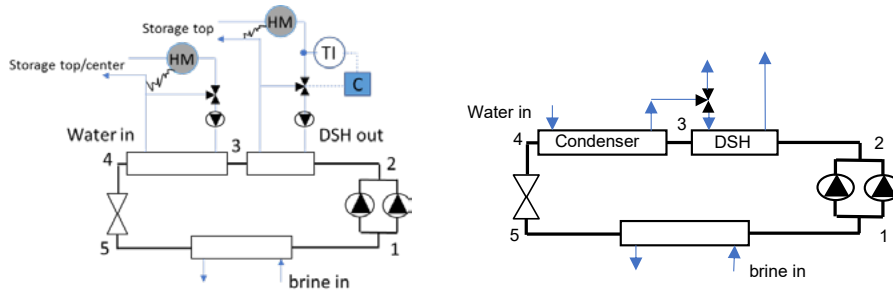 HM
Storage top
TI
HM
Storage top/center
C
Water in
DSH out
3
4
2
5
1
brine in
Water in
4
Condenser
3
DSH
2
5
1
brine in